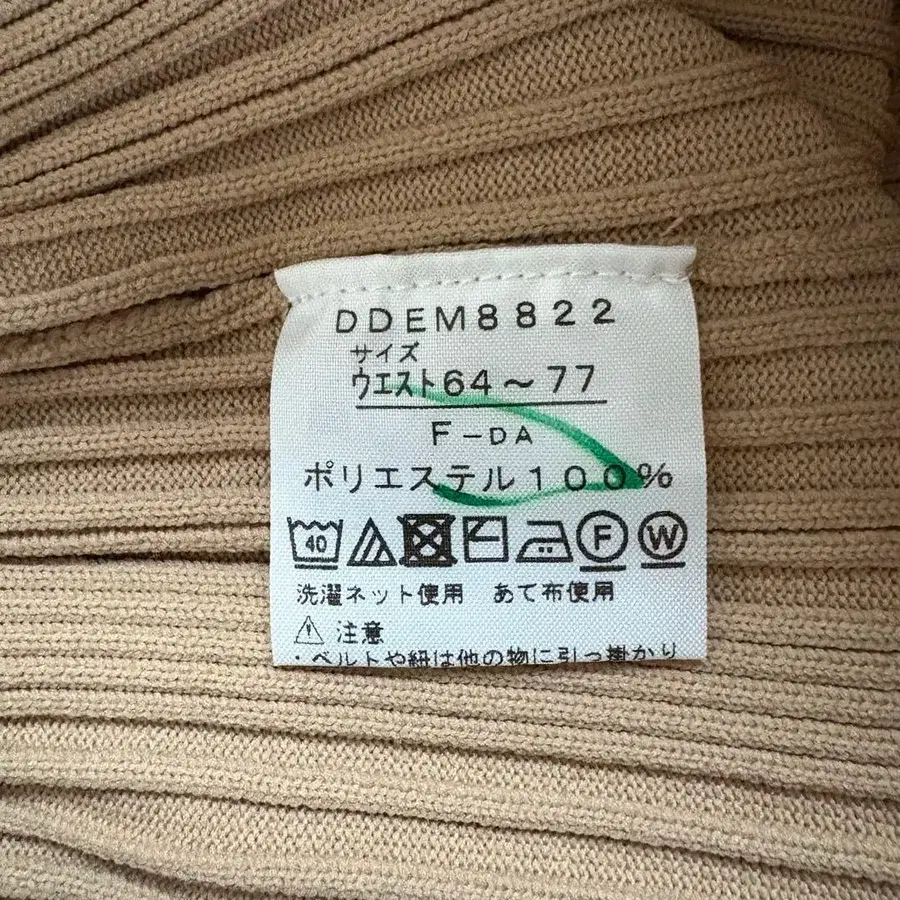 DDEM8822
サイズ
ウエスト64～77
F-DA
ポリエステル100%
40 F W
洗濯ネット使用 あて布使用
注意
・ベルトや紐は他の物に引っ掛かり